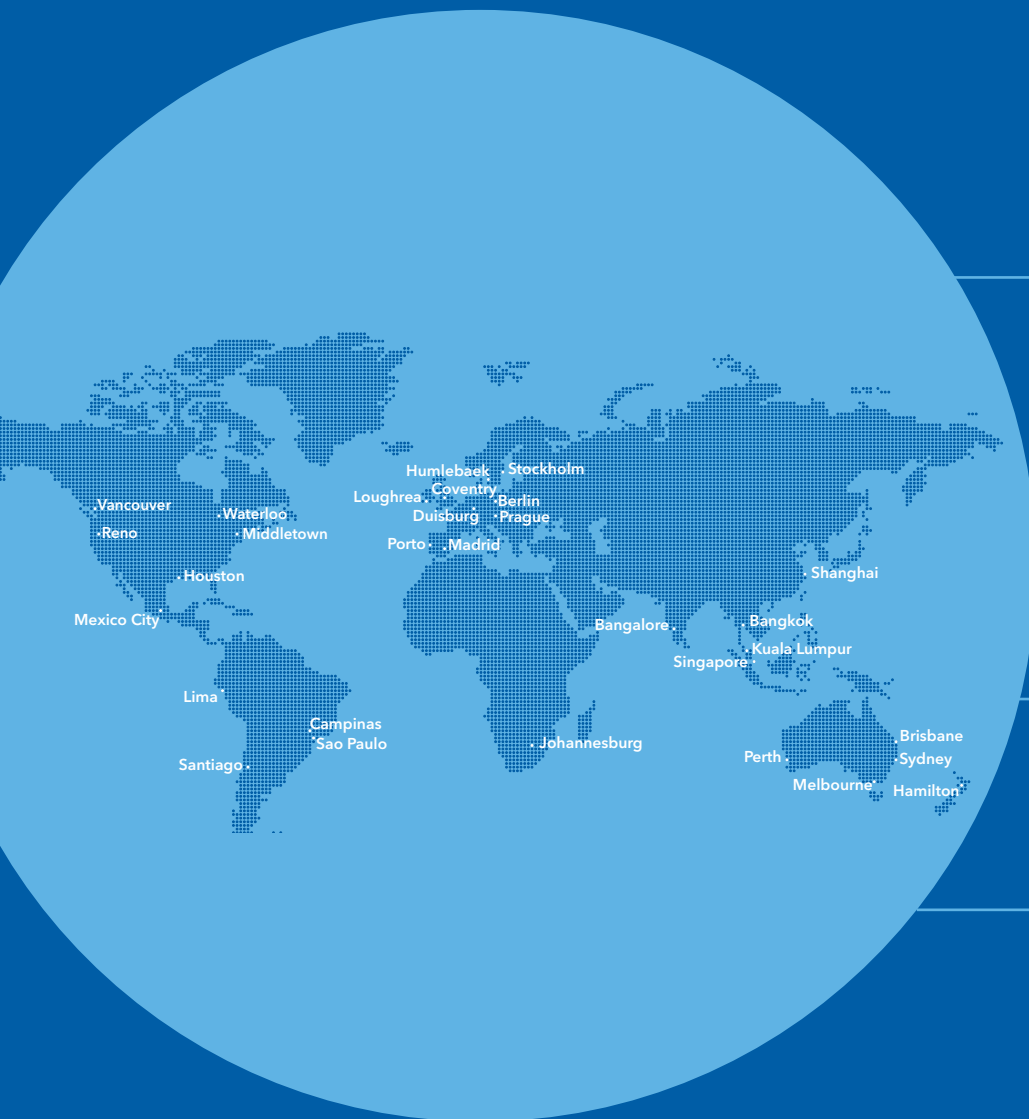 Humlebaek
Stockholm
Coventry
Loughrea
Berlin
Duisburg
Prague
Vancouver
Waterloo
Reno
Middletown
Porto
Madrid
Houston
Shanghai
Mexico City
Bangalore
Bangkok
Kuala Lumpur
Singapore
Lima
Campinas
Sao Paulo
Johannesburg
Santiago
Brisbane
Perth
Sydney
Melbourne
Hamilton